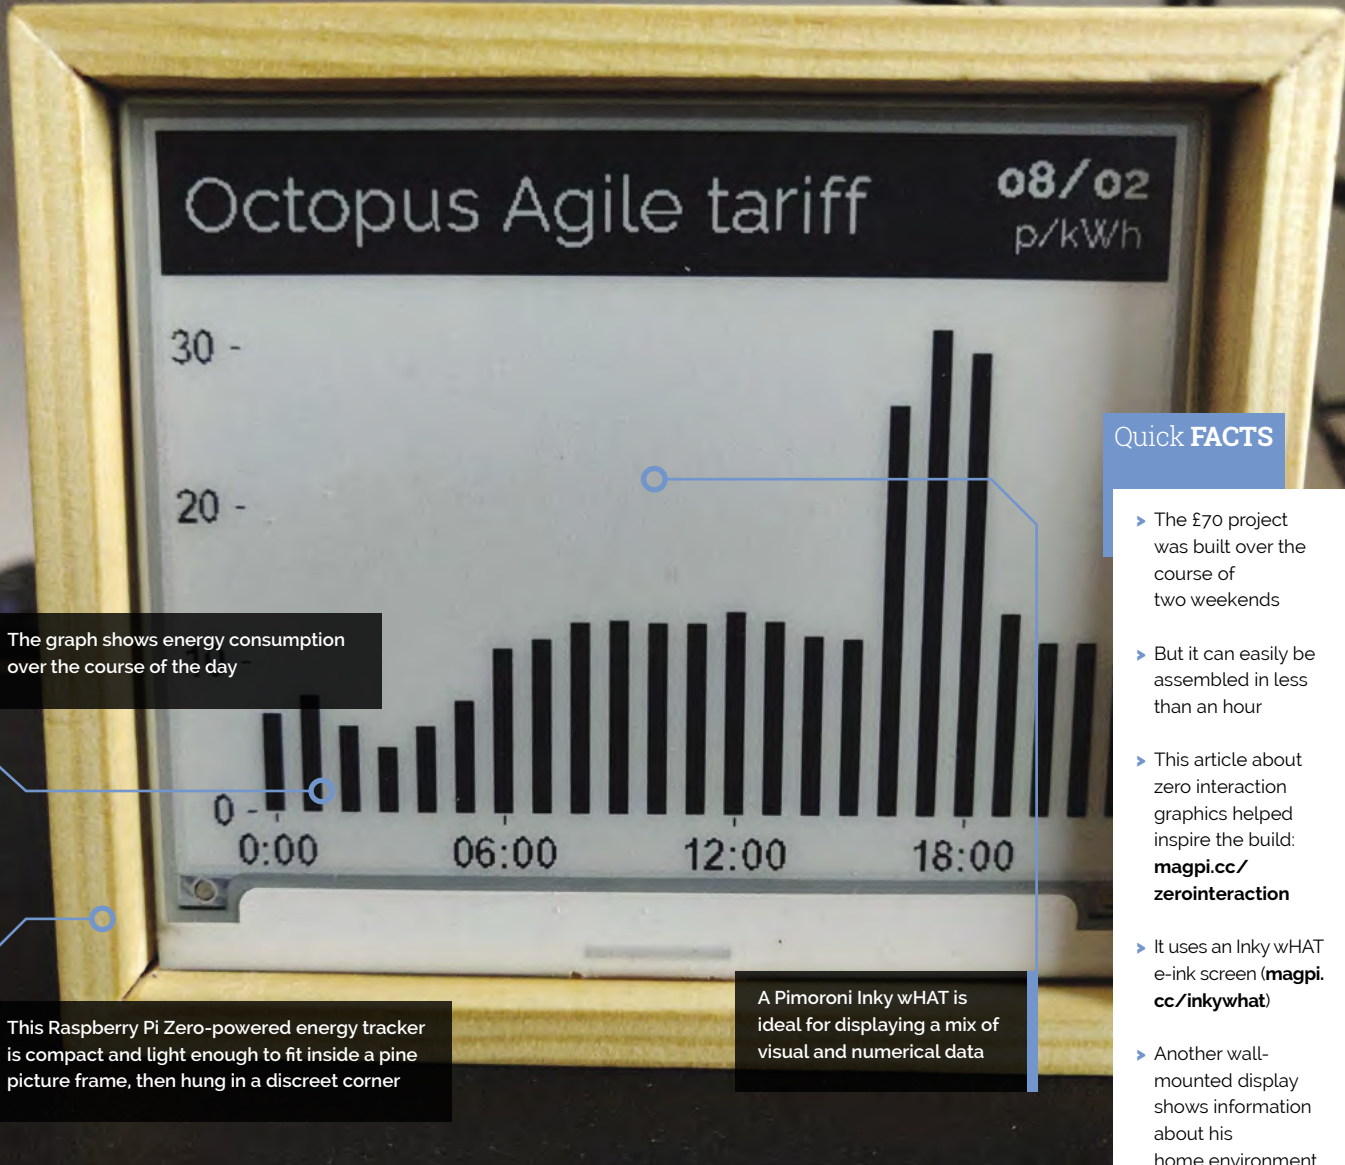 Octopus Agile tariff
08/02
p/kWh
30 -
20 -
0 -
0:00 06:00 12:00 18:00
The graph shows energy consumption
over the course of the day
This Raspberry Pi Zero-powered energy tracker
is compact and light enough to fit inside a pine
picture frame, then hung in a discreet corner
A Pimoroni Inky wHAT is
ideal for displaying a mix of
visual and numerical data
Quick FACTS
> The £70 project
was built over the
course of
two weekends
> But it can easily be
assembled in less
than an hour
> This article about
zero interaction
graphics helped
inspire the build:
magpi.cc/
zerointeraction
> It uses an Inky wHAT
e-ink screen (magpi.
cc/inkywhat)
> Another wall-
mounted display
shows information
about his
home environment